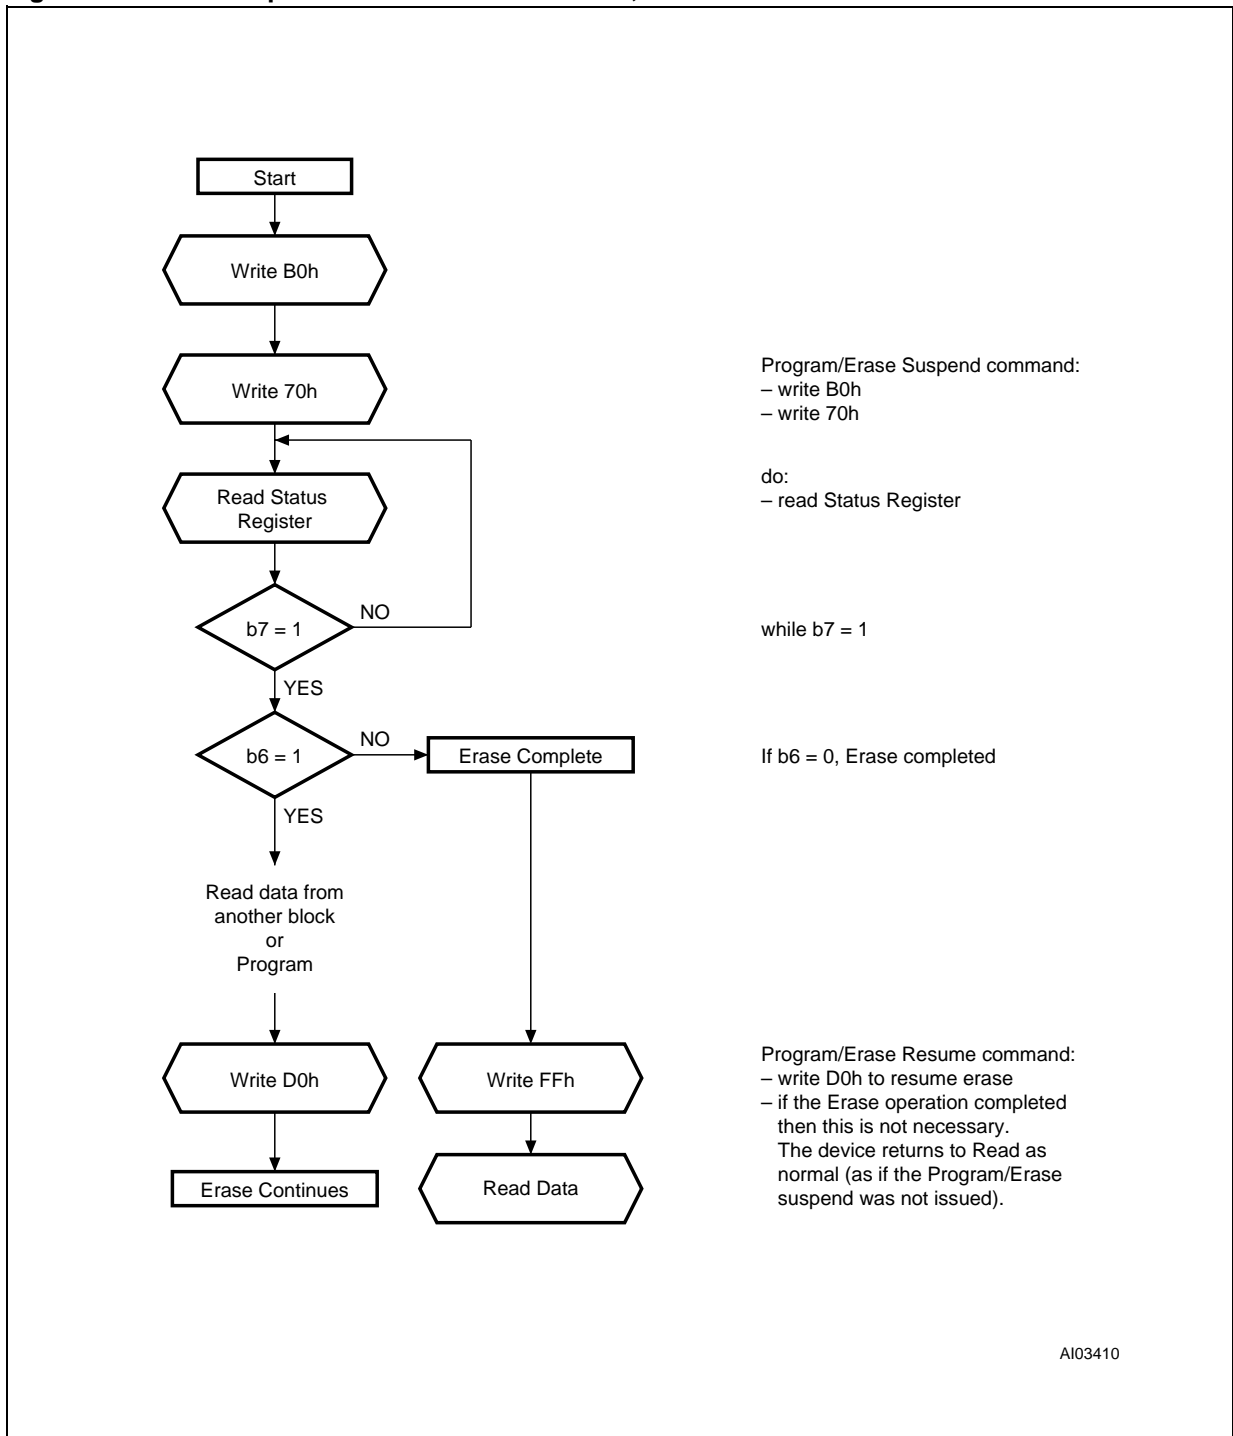 Start
Write B0h
Write 70h
Program/Erase Suspend command:
– write B0h
– write 70h
do:
– read Status Register
Read Status
Register
NO
b7 = 1
while b7 = 1
YES
NO
b6 = 1
Erase Complete
If b6 = 0, Erase completed
YES
Read data from
another block
or
Program
Write D0h
Write FFh
Program/Erase Resume command:
– write D0h to resume erase
– if the Erase operation completed
then this is not necessary.
The device returns to Read as
normal (as if the Program/Erase
suspend was not issued).
Erase Continues
Read Data
AI03410